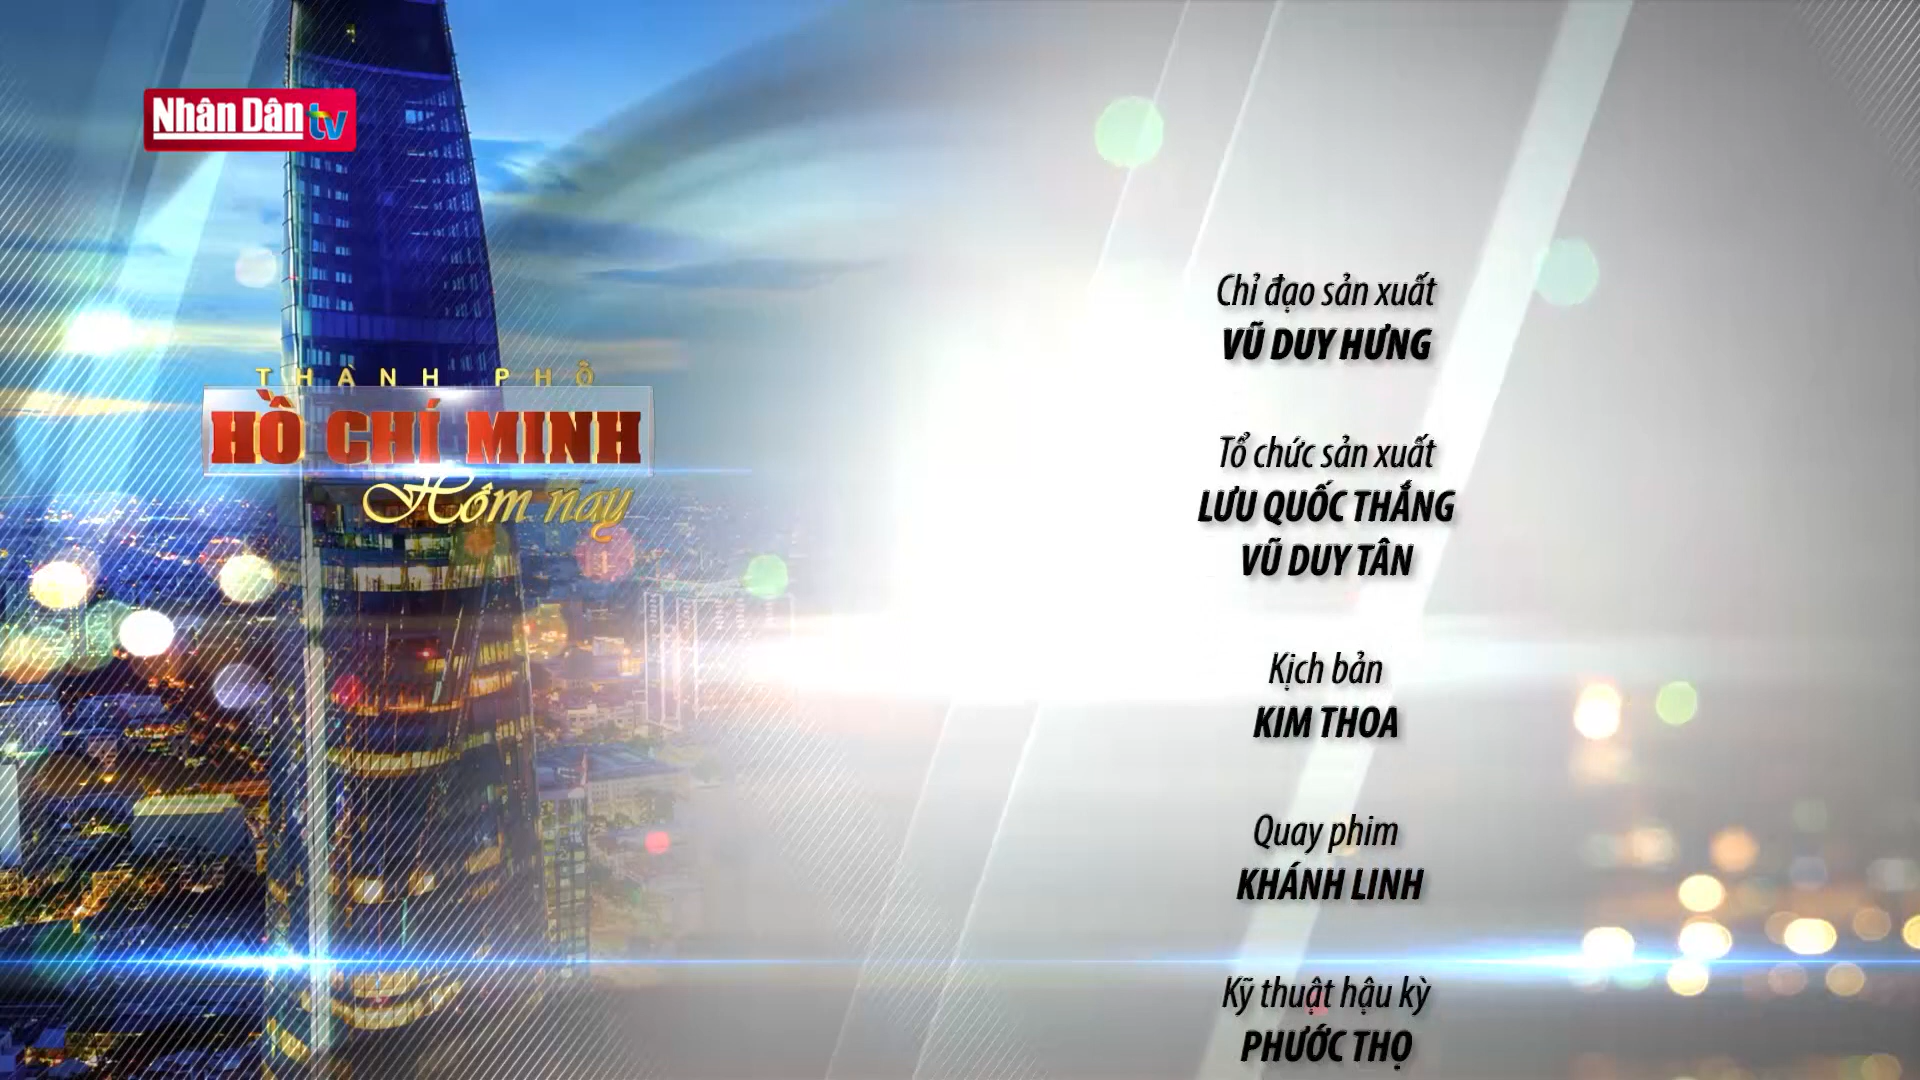 Nhân Dân tv
THÀNH PHỐ
HỒ CHÍ MINH
Hôm nay
Chỉ đạo sản xuất
VŨ DUY HƯNG
Tổ chức sản xuất
LƯU QUỐC THẮNG
VŨ DUY TÂN
Kịch bản
KIM THOA
Quay phim
KHÁNH LINH
Kỹ thuật hậu kỳ
PHƯỚC THỌ